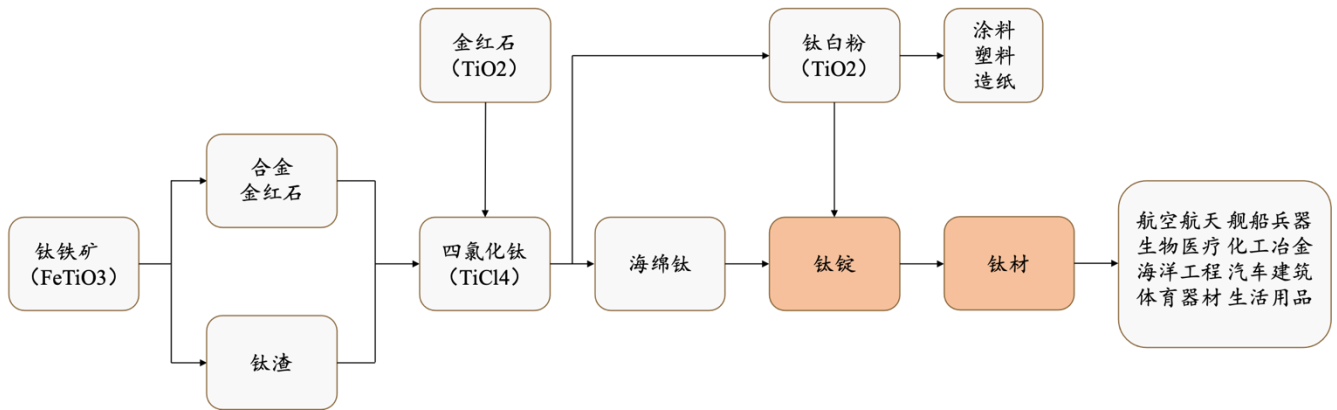 金红石
（TiO2）
钛白粉
（TiO2）
涂料
塑料
造纸
合金
金红石
钛铁矿
（FeTiO3）
四氯化钛
（TiCl4）
海绵钛
钛锭
钛材
航空航天 舰船兵器
生物医疗 化工冶金
海洋工程 汽车建筑
体育器材 生活用品
钛渣